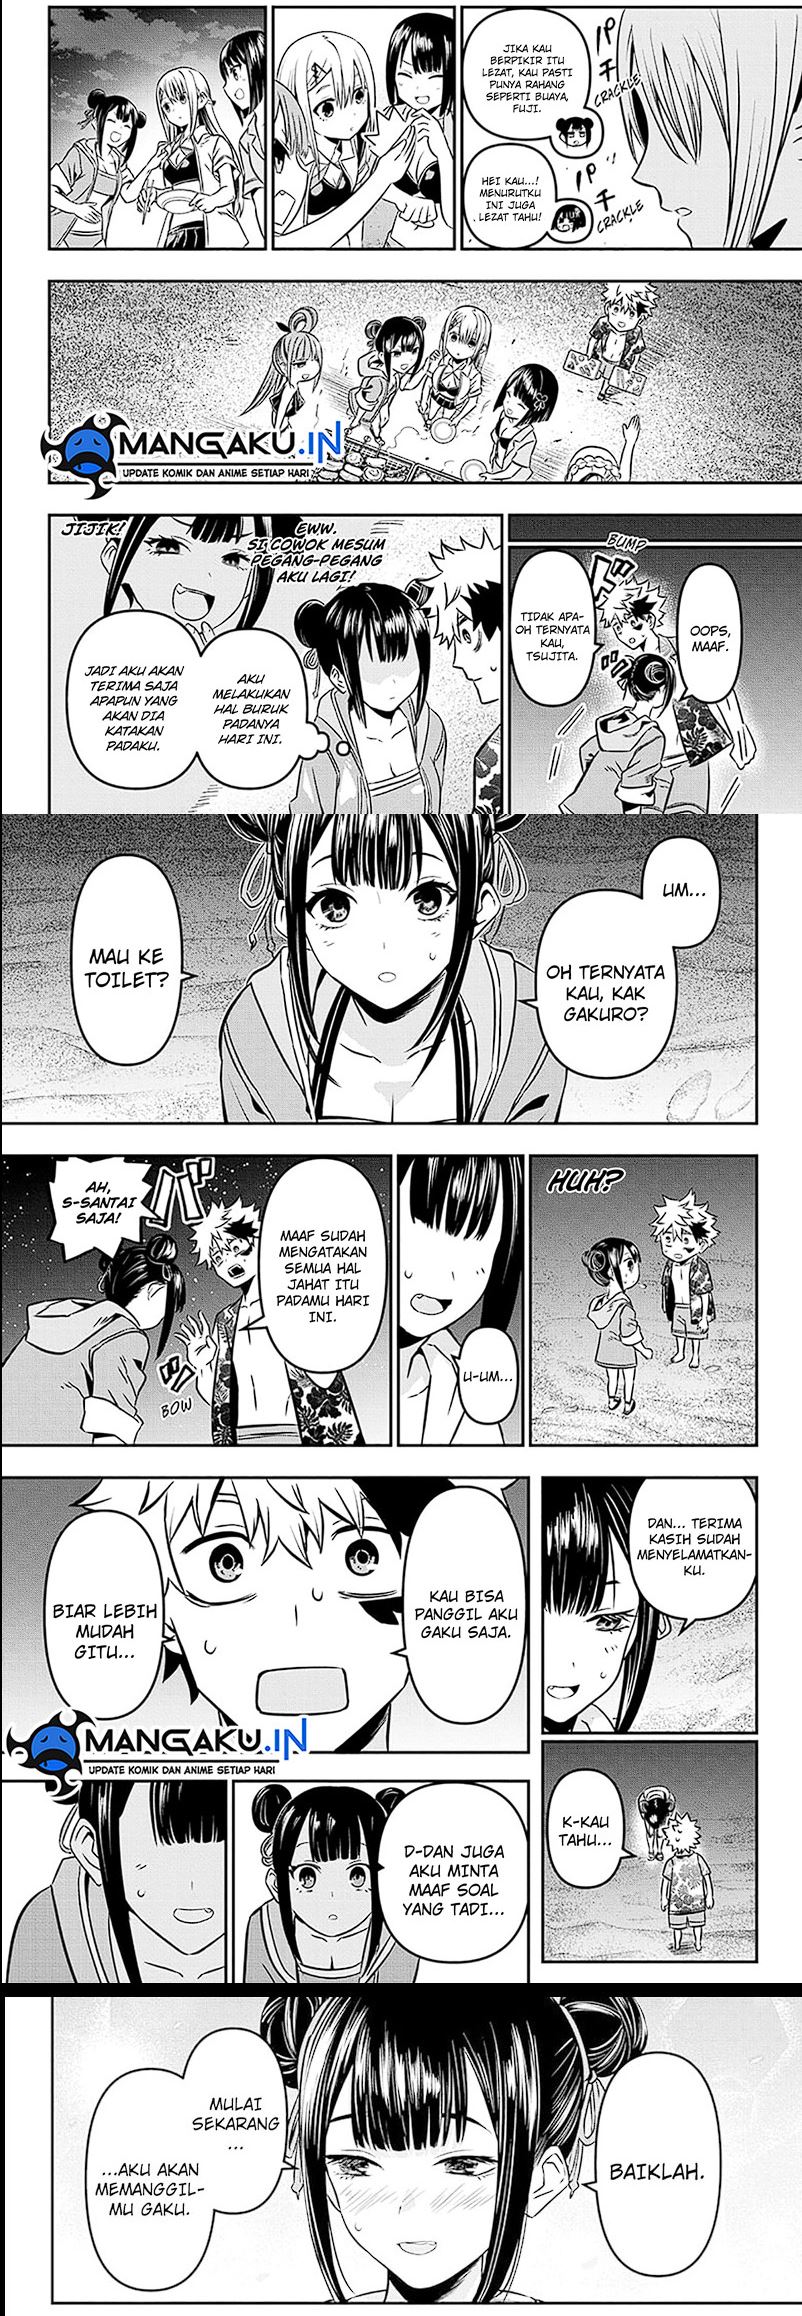 JIKA KAU
BERPIKIR ITU
LEZAT, KAU PASTI
PUNYA RAHANG
SEPERTI BUAYA,
FUJI.
パチ
CRACKLE
HEI KAU...!
MENURUTKU
INI JUGA
LEZAT TAHU!
パチ
CRACKLE
MANGAKU.IN
UPDATE KOMIK DAN ANIME SETIAP HARI
BUMP
OOPS,
MAAF.
TIDAK APA-
OH TERNYATA
KAU,
TSUJITA.
JIJIK!
EWW.
SI COWOK MESUM
PEGANG-PEGANG
AKU LAGI!
AKU
MELAKUKAN
HAL BURUK
PADANYA
HARI INI.
JADI AKU AKAN
TERIMA SAJA
APAPUN YANG
AKAN DIA
KATAKAN
PADAKU.
UM...
OH TERNYATA
KAU, KAK
GAKURO?
MAU KE
TOILET?
HUH?
U-UM...
MAAF SUDAH
MENGATAKAN
SEMUA HAL
JAHAT ITU
PADAMU HARI
INI.
AH,
S-SANTAI
SAJA!
BOW
DAN... TERIMA
KASIH SUDAH
MENYELAMATKAN-
KU.
K-KAU
TAHU...
KAU BISA
PANGGIL AKU
GAKU SAJA.
BIAR LEBIH
MUDAH
GITU...
MANGAKU.IN
UPDATE KOMIK DAN ANIME SETIAP HARI
D-DAN JUGA
AKU MINTA
MAAF SOAL
YANG TADI...
BAIKLAH.
MULAI
SEKARANG
...
...AKU AKAN
MEMANGGIL-
MU GAKU.